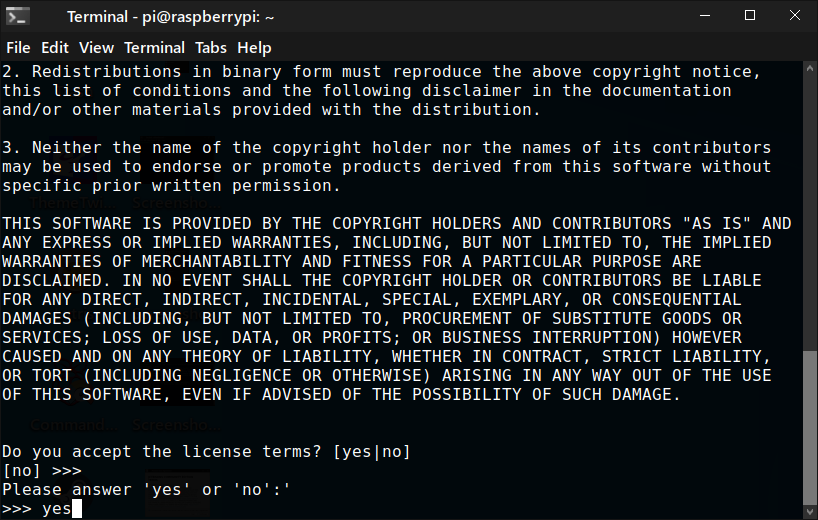 Terminal - pi@raspberrypi: ~
File Edit View Terminal Tabs Help
2. Redistributions in binary form must reproduce the above copyright notice,
this list of conditions and the following disclaimer in the documentation
and/or other materials provided with the distribution.
3. Neither the name of the copyright holder nor the names of its contributors
may be used to endorse or promote products derived from this software without
specific prior written permission.
THIS SOFTWARE IS PROVIDED BY THE COPYRIGHT HOLDERS AND CONTRIBUTORS "AS IS" AND
ANY EXPRESS OR IMPLIED WARRANTIES, INCLUDING, BUT NOT LIMITED TO, THE IMPLIED
WARRANTIES OF MERCHANTABILITY AND FITNESS FOR A PARTICULAR PURPOSE ARE
DISCLAIMED. IN NO EVENT SHALL THE COPYRIGHT HOLDER OR CONTRIBUTORS BE LIABLE
FOR ANY DIRECT, INDIRECT, INCIDENTAL, SPECIAL, EXEMPLARY, OR CONSEQUENTIAL
DAMAGES (INCLUDING, BUT NOT LIMITED TO, PROCUREMENT OF SUBSTITUTE GOODS OR
SERVICES; LOSS OF USE, DATA, OR PROFITS; OR BUSINESS INTERRUPTION) HOWEVER
CAUSED AND ON ANY THEORY OF LIABILITY, WHETHER IN CONTRACT, STRICT LIABILITY,
OR TORT (INCLUDING NEGLIGENCE OR OTHERWISE) ARISING IN ANY WAY OUT OF THE USE
OF THIS SOFTWARE, EVEN IF ADVISED OF THE POSSIBILITY OF SUCH DAMAGE.
Command... Screensho...
Do you accept the license terms? [yes|no]
[no] >>>
Please answer 'yes' or 'no':'
>>> yes